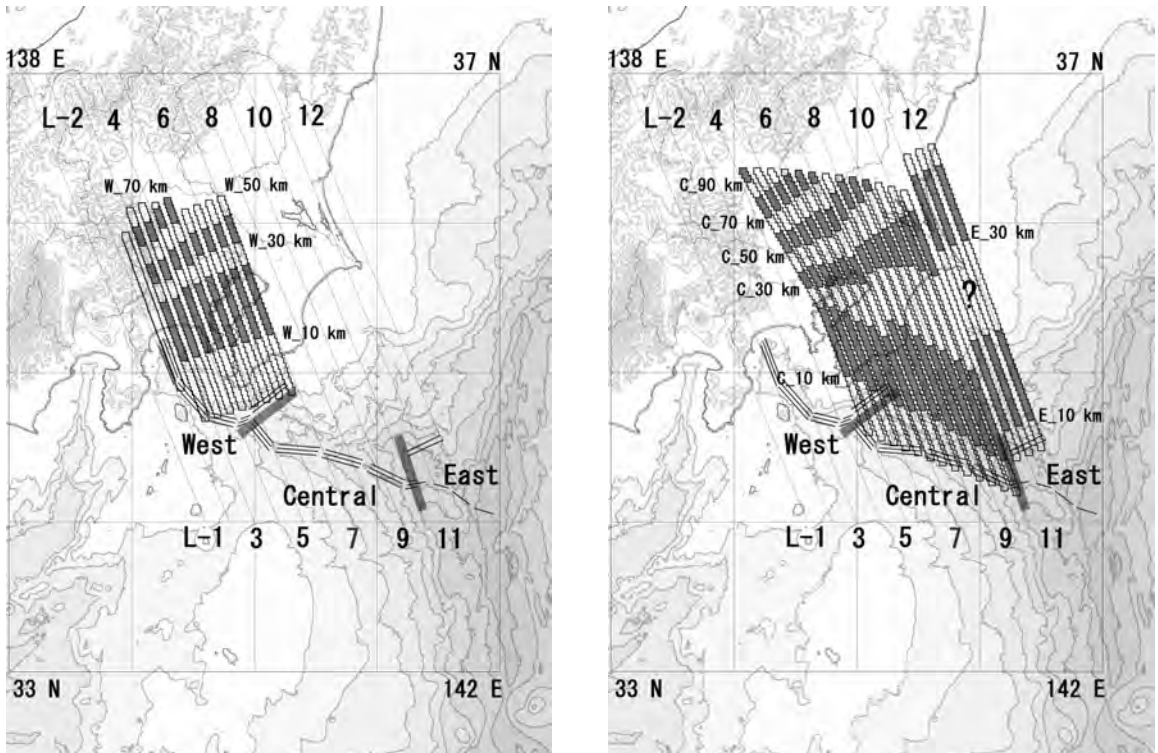 138 E
37 N
L-2 4 6 8 10 12
W_70 km
W_50 km
W_30 km
W_10 km
West
Central
East
L-1 3 5 7 9 11
33 N
142 E
138 E
37 N
L-2 4 6 8 10 12
C_90 km
C_70 km
E_30 km
C_50 km
C_30 km
?
C_10 km
E_10 km
West
Central
East
L-1 3 5 7 9 11
33 N
142 E